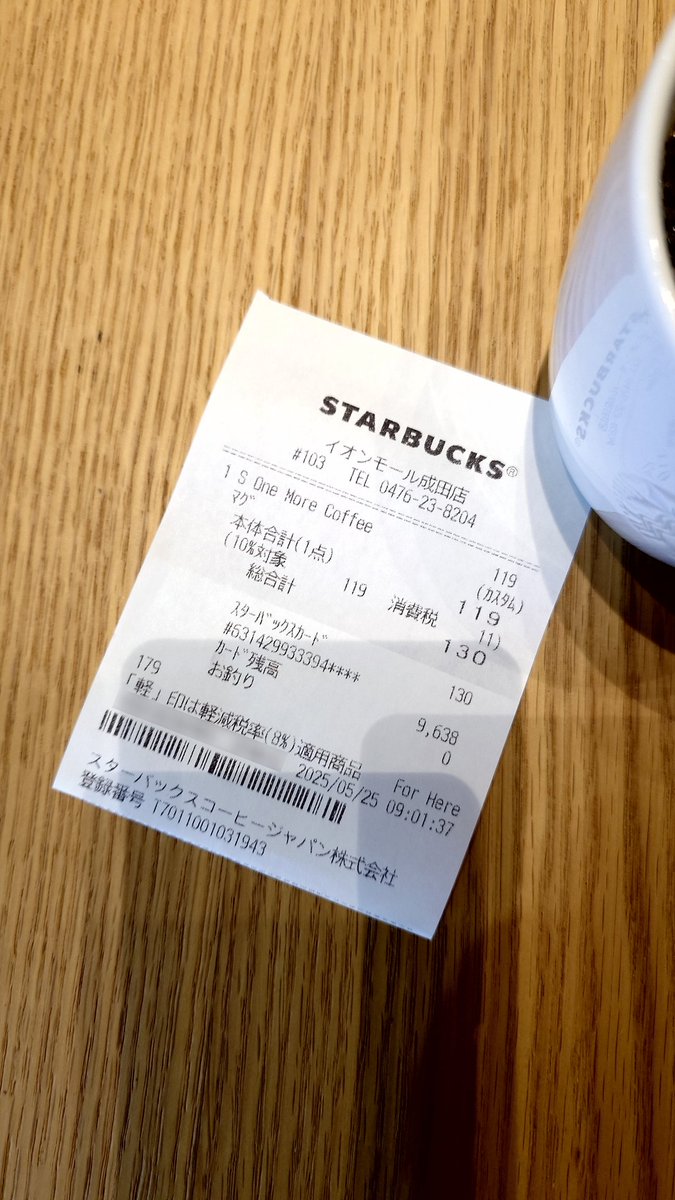 STARBUCKS®
イオンモール成田店
#103 TEL 0476-23-8204
1 S One More Coffee 119
マグ (カスタム)
本体合計(1点) 119
(10%対象 119 消費税 11)
総合計 130
スターバックスカード 130
#631429933394****
カード残高 9,638
お釣り 0
179 For Here
「軽」印は軽減税率(8%)適用商品
2025/05/25 09:01:37
スターバックスコーヒージャパン株式会社
登録番号 T7011001031943
STARBUCKS